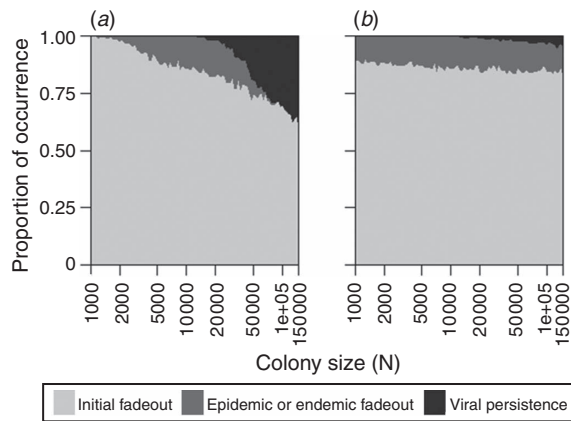 (a)
(b)
Proportion of occurrence
1.00
0.75
0.50
0.25
0
1000
2000
5000
10000
20000
50000
1e+05
150000
1000
2000
5000
10000
20000
50000
1e+05
150000
Colony size (N)
Initial fadeout
Epidemic or endemic fadeout
Viral persistence